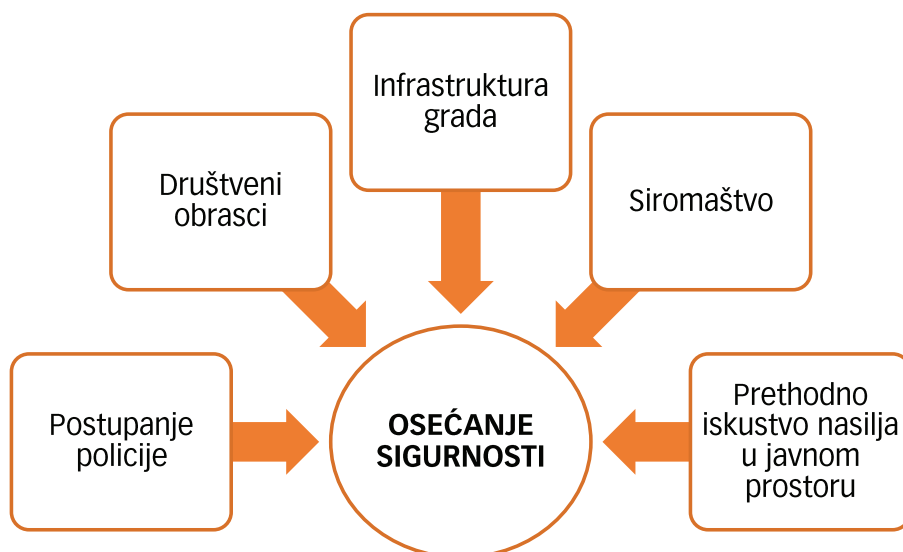 Infrastruktura
grada
Društveni
obrasci
Siromaštvo
Postupanje
policije
OSEĆANJE
SIGURNOSTI
Prethodno
iskustvo nasilja
u javnom
prostoru